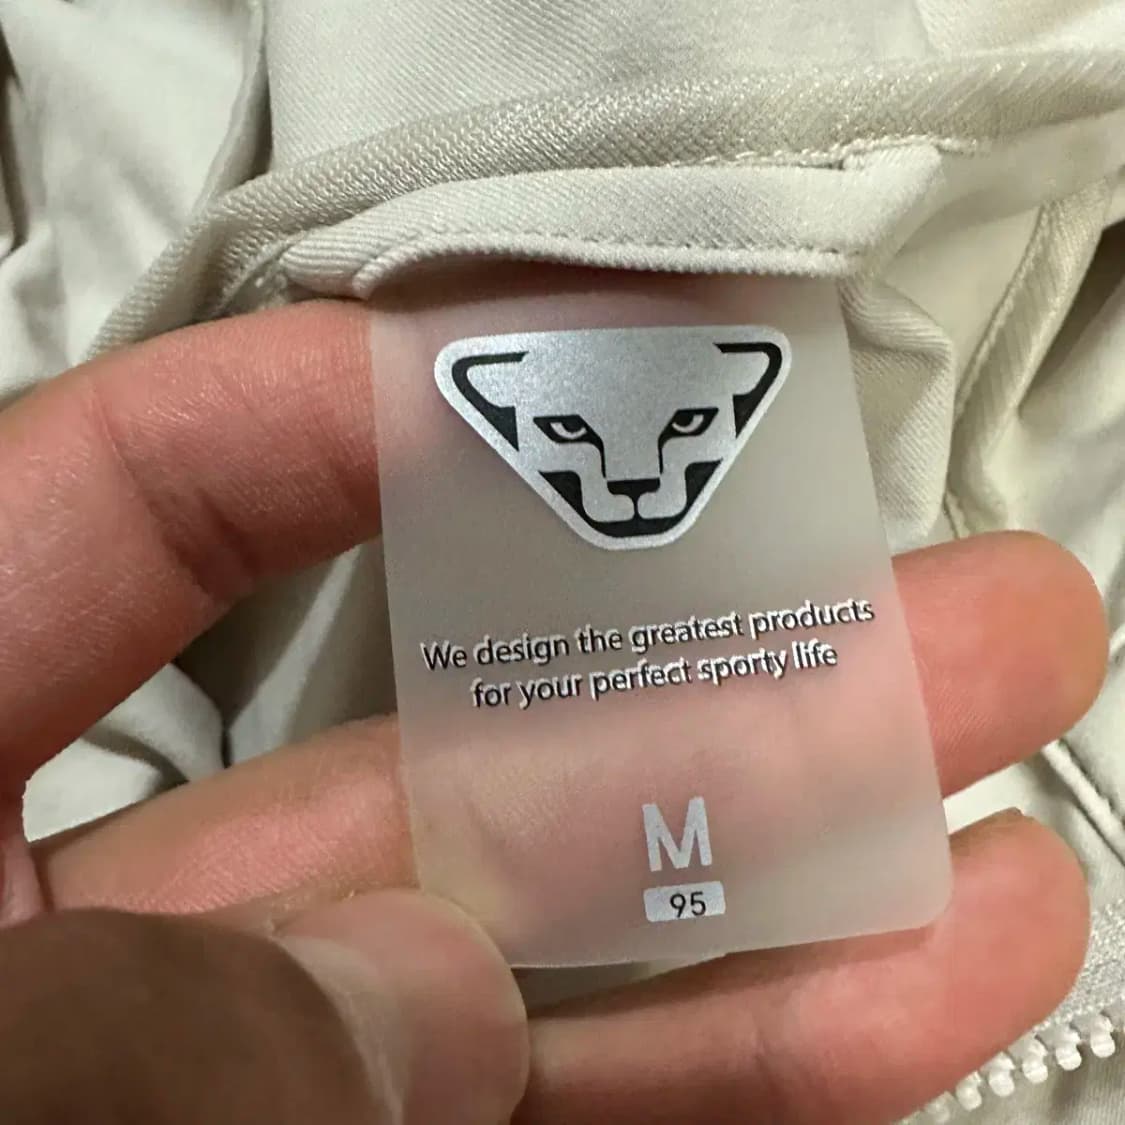 We design the greatest products
for your perfect sporty life
M
95